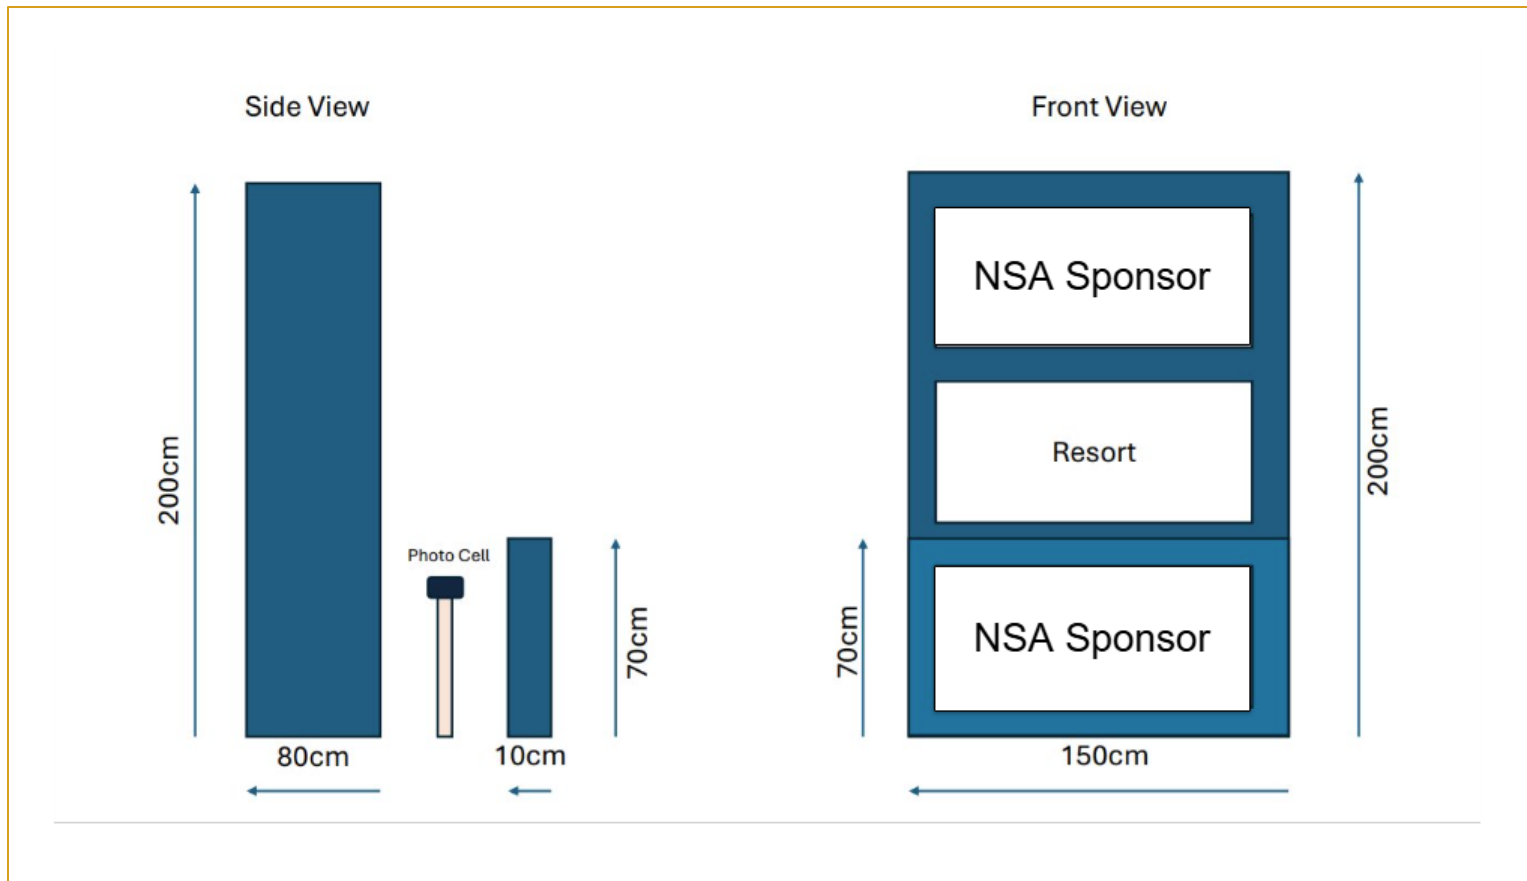 Side View
Front View
200cm
Photo Cell
70cm
80cm
10cm
NSA Sponsor
Resort
NSA Sponsor
70cm
200cm
150cm